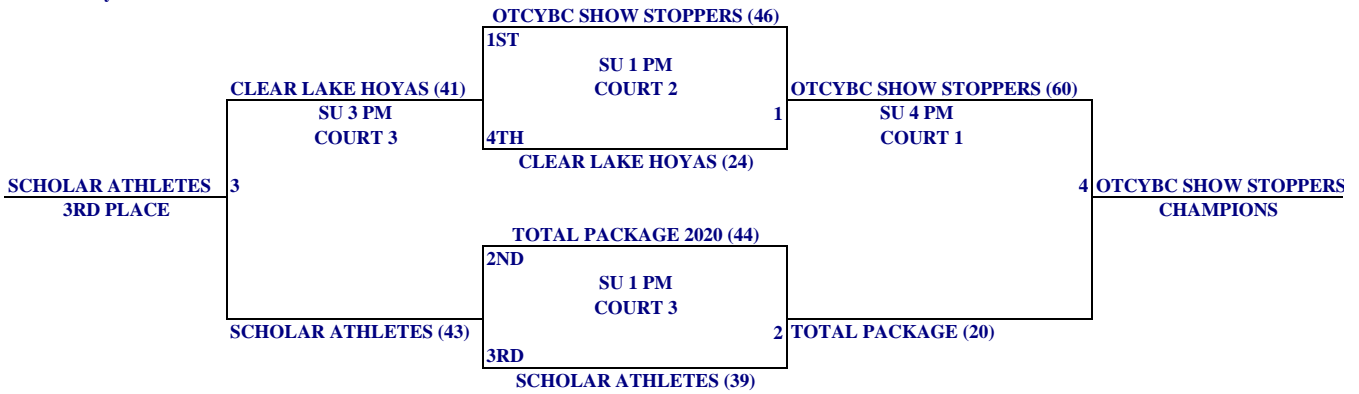 OTCYBC SHOW STOPPERS (46)
1ST
SU 1 PM
CLEAR LAKE HOYAS (41)
COURT 2
OTCYBC SHOW STOPPERS (60)
SU 3 PM
1
SU 4 PM
COURT 3
4TH
COURT 1
CLEAR LAKE HOYAS (24)
SCHOLAR ATHLETES
3
4
OTCYBC SHOW STOPPERS
3RD PLACE
CHAMPIONS
TOTAL PACKAGE 2020 (44)
2ND
SU 1 PM
COURT 3
SCHOLAR ATHLETES (43)
2
TOTAL PACKAGE (20)
3RD
SCHOLAR ATHLETES (39)